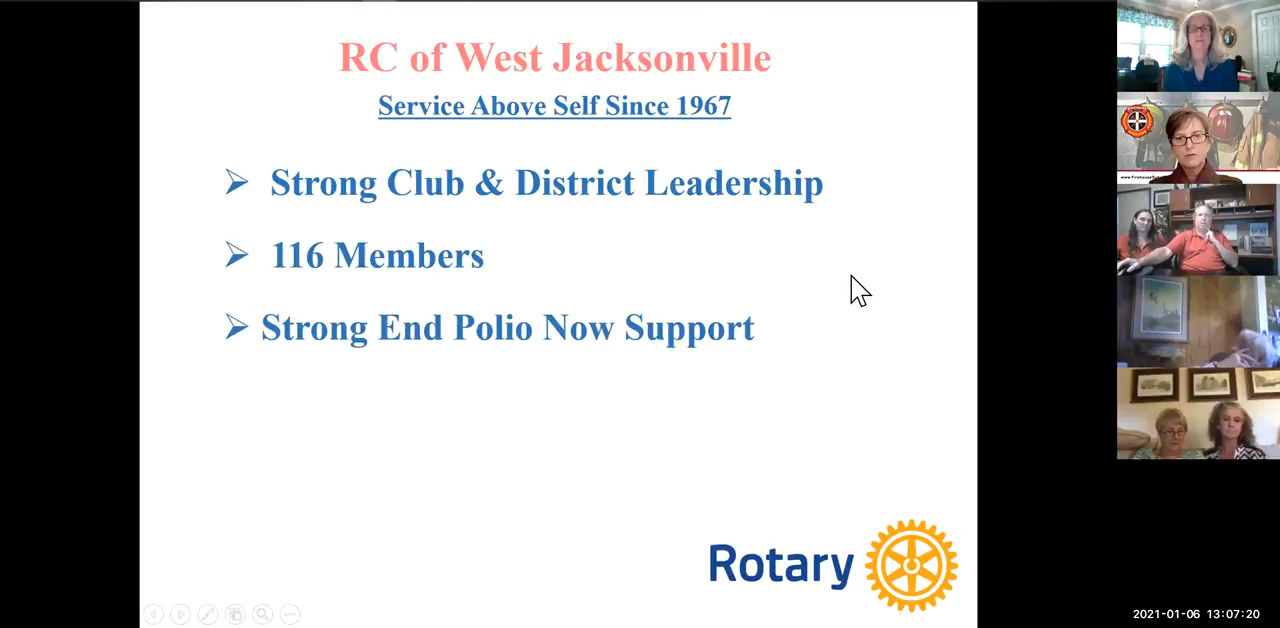 RC of West Jacksonville
Service Above Self Since 1967
Strong Club & District Leadership
116 Members
Strong End Polio Now Support
Rotary
2021-01-06 13:07:20